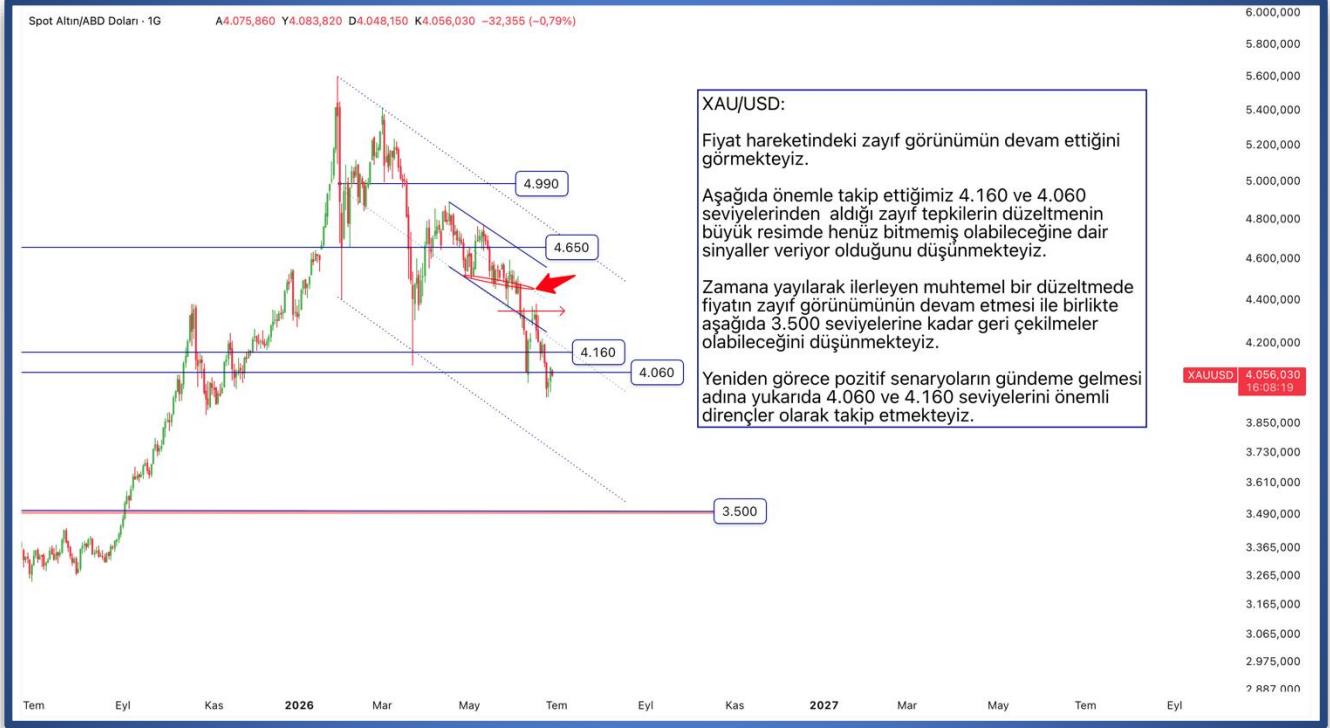 Spot Altın/ABD Doları · 1G A4.075,860 Y4.083,820 D4.048,150 K4.056,030 −32,355 (−0,79%)
6.000,000
5.800,000
5.600,000
5.400,000
5.200,000
5.000,000
4.800,000
4.600,000
4.400,000
4.200,000
XAUUSD 4.056,030
16:08:19
3.850,000
3.730,000
3.610,000
3.490,000
3.365,000
3.265,000
3.165,000
3.065,000
2.975,000
2.887,000
XAU/USD:
Fiyat hareketindeki zayıf görünümün devam ettiğini
görmekteyiz.
Aşağıda önemle takip ettiğimiz 4.160 ve 4.060
seviyelerinden aldığı zayıf tepkilerin düzeltmenin
büyük resimde henüz bitmemiş olabileceğine dair
sinyaller veriyor olduğunu düşünmekteyiz.
Zamana yayılarak ilerleyen muhtemel bir düzeltmede
fiyatın zayıf görünümünün devam etmesi ile birlikte
aşağıda 3.500 seviyelerine kadar geri çekilmeler
olabileceğini düşünmekteyiz.
Yeniden görece pozitif senaryoların gündeme gelmesi
adına yukarıda 4.060 ve 4.160 seviyelerini önemli
dirençler olarak takip etmekteyiz.
4.990
4.650
4.160
4.060
3.500
Tem Eyl Kas 2026 Mar May Tem Eyl Kas 2027 Mar May Tem Eyl